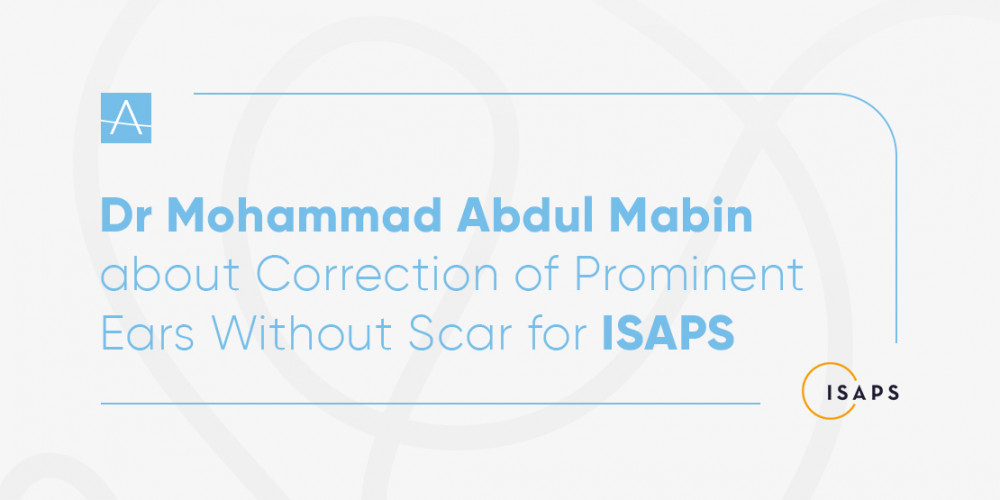 A
Dr Mohammad Abdul Mabin
about Correction of Prominent
Ears Without Scar for ISAPS
ISAPS